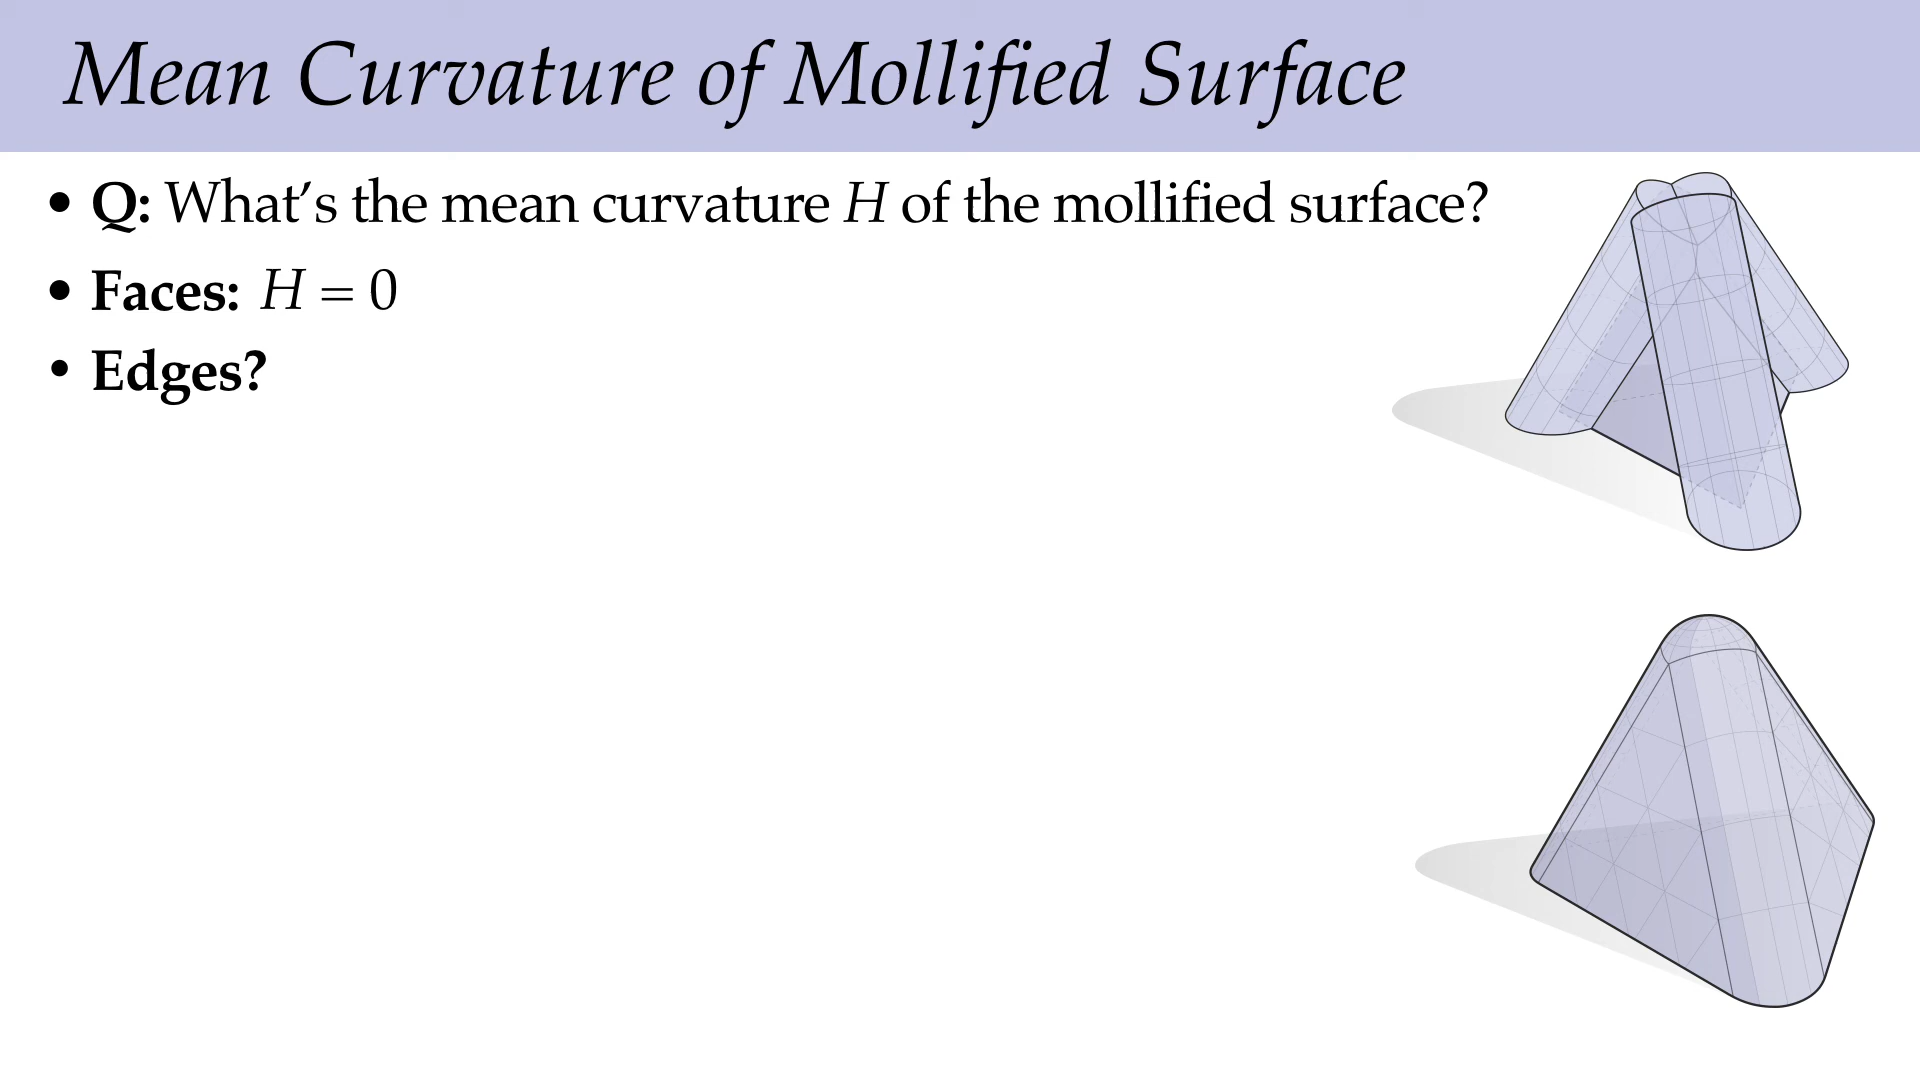 Mean Curvature of Mollified Surface
• Q: What’s the mean curvature H of the mollified surface?
• Faces: H = 0
• Edges?